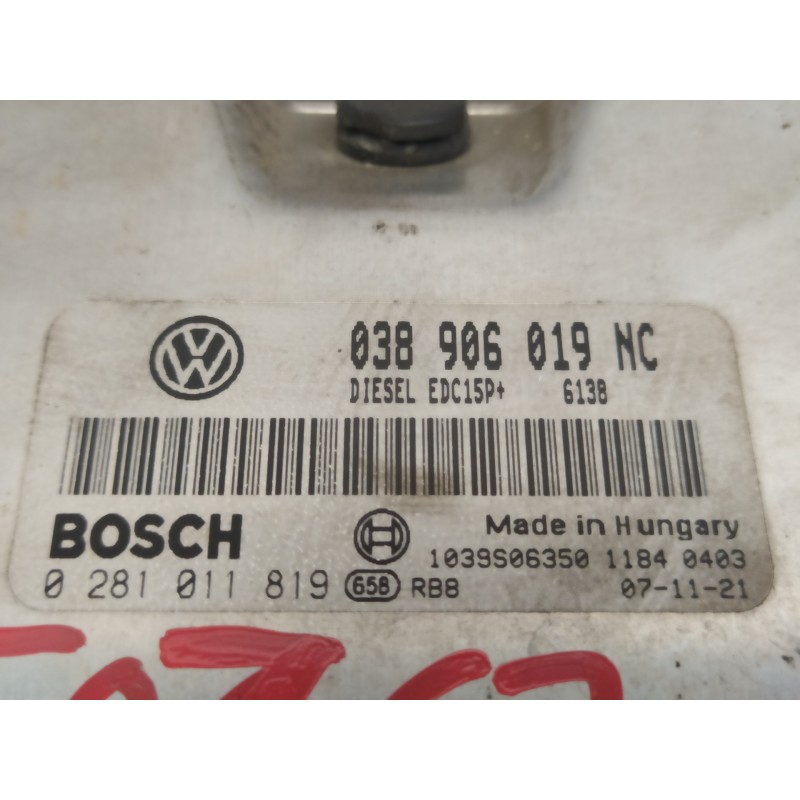 038 906 019 NC
DIESEL EDC15P+ 6138
BOSCH
Made in Hungary
1039S06350 1184 0403
0 281 011 819 658 RB8 07-11-21